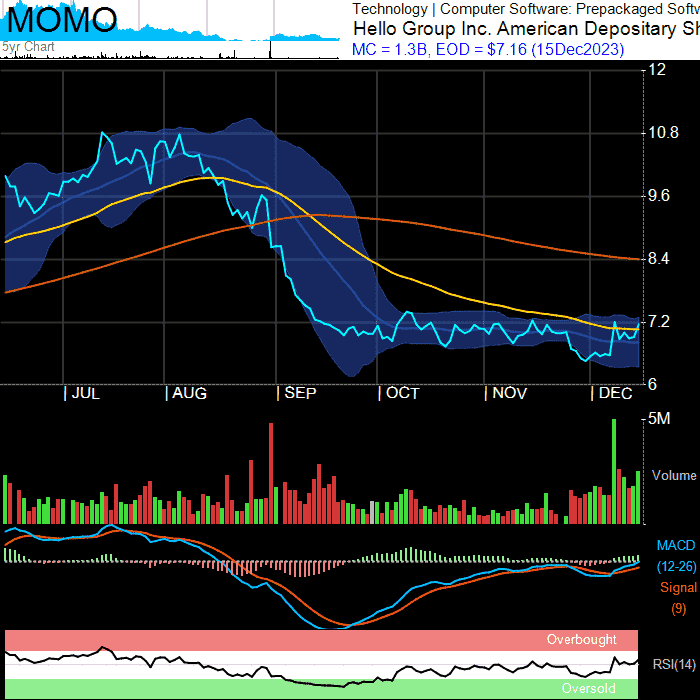 MOMO
Technology | Computer Software: Prepackaged Softw
Hello Group Inc. American Depositary Sh
MC = 1.3B, EOD = $7.16 (15Dec2023)
5yr Chart
12
10.8
9.6
8.4
7.2
6
| JUL | AUG | SEP | OCT | NOV | DEC
5M
Volume
MACD
(12-26)
Signal
(9)
Overbought
RSI(14)
Oversold